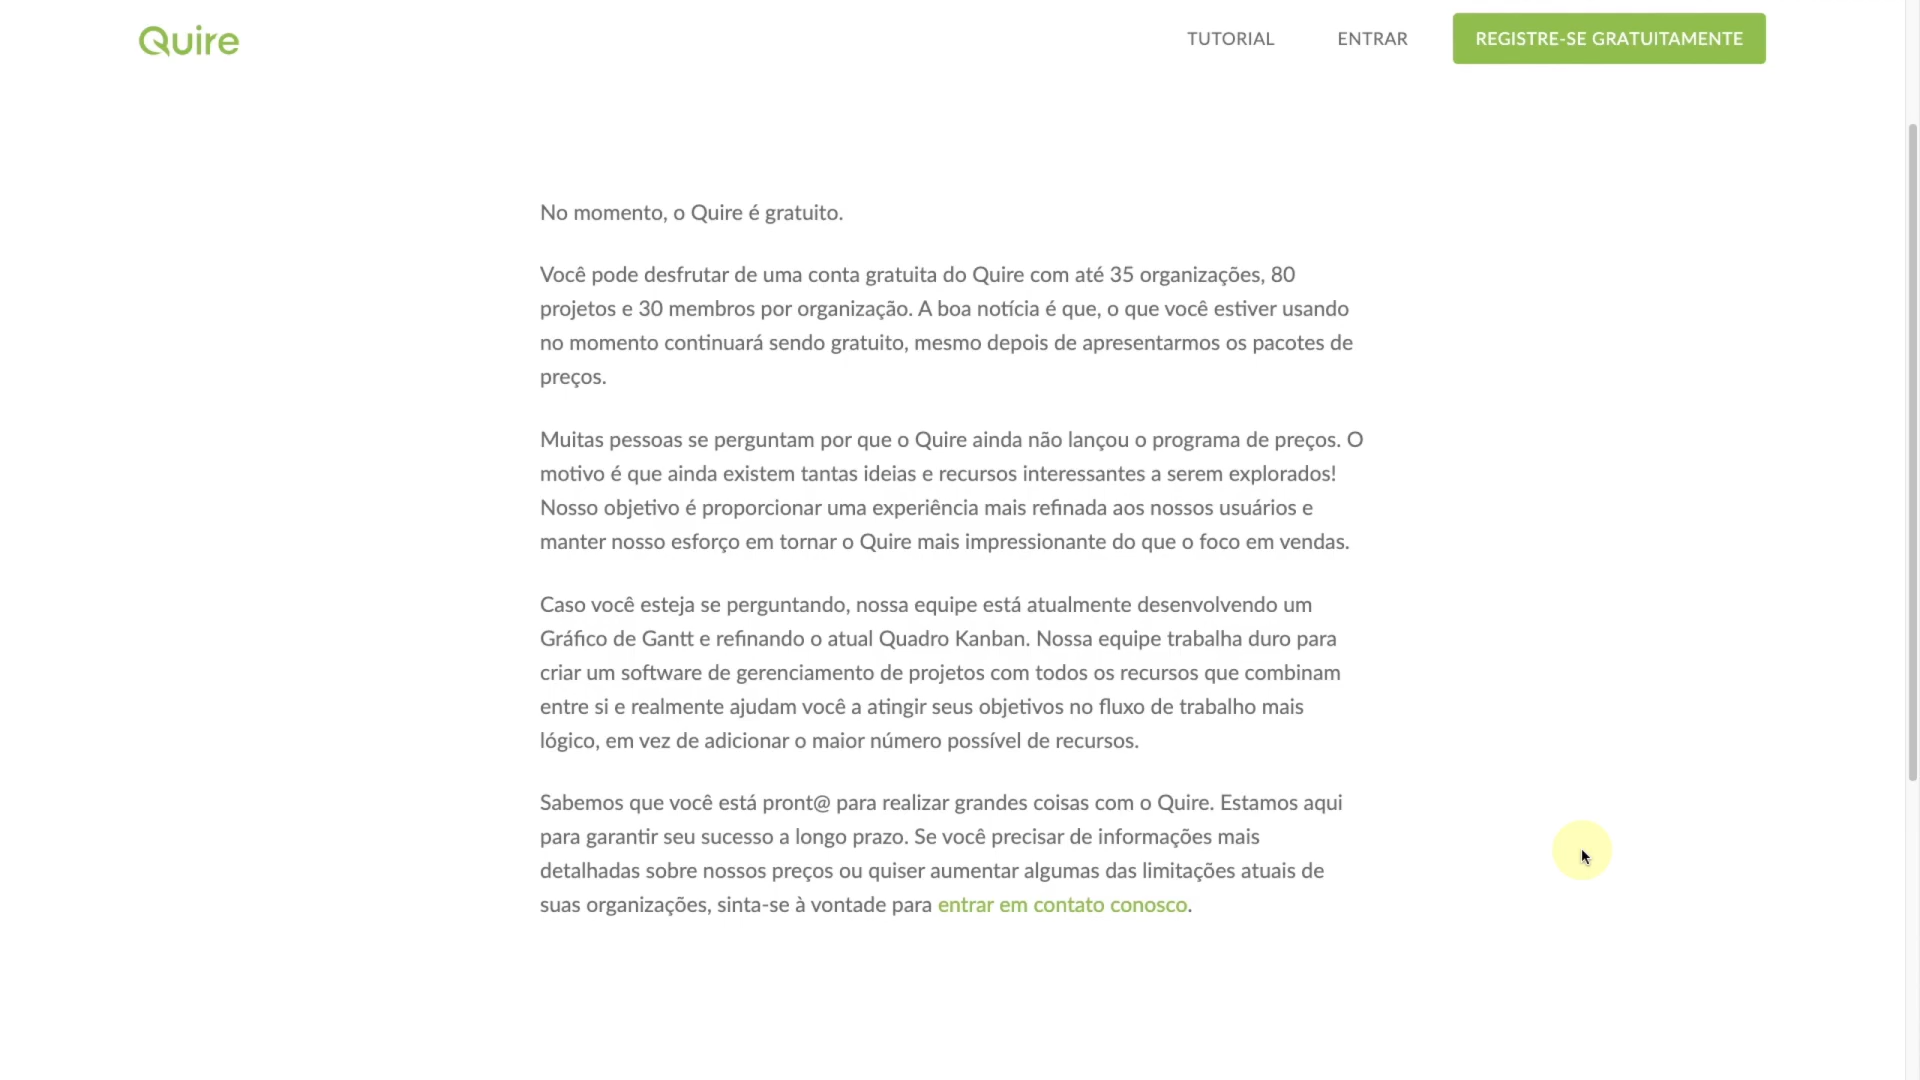 Quire
TUTORIAL
ENTRAR
REGISTRE-SE GRATUITAMENTE
No momento, o Quire é gratuito.
Você pode desfrutar de uma conta gratuita do Quire com até 35 organizações, 80
projetos e 30 membros por organização. A boa notícia é que, o que você estiver usando
no momento continuará sendo gratuito, mesmo depois de apresentarmos os pacotes de
preços.
Muitas pessoas se perguntam por que o Quire ainda não lançou o programa de preços. O
motivo é que ainda existem tantas ideias e recursos interessantes a serem explorados!
Nosso objetivo é proporcionar uma experiência mais refinada aos nossos usuários e
manter nosso esforço em tornar o Quire mais impressionante do que o foco em vendas.
Caso você esteja se perguntando, nossa equipe está atualmente desenvolvendo um
Gráfico de Gantt e refinando o atual Quadro Kanban. Nossa equipe trabalha duro para
criar um software de gerenciamento de projetos com todos os recursos que combinam
entre si e realmente ajudam você a atingir seus objetivos no fluxo de trabalho mais
lógico, em vez de adicionar o maior número possível de recursos.
Sabemos que você está pront@ para realizar grandes coisas com o Quire. Estamos aqui
para garantir seu sucesso a longo prazo. Se você precisar de informações mais
detalhadas sobre nossos preços ou quiser aumentar algumas das limitações atuais de
suas organizações, sinta-se à vontade para entrar em contato conosco.